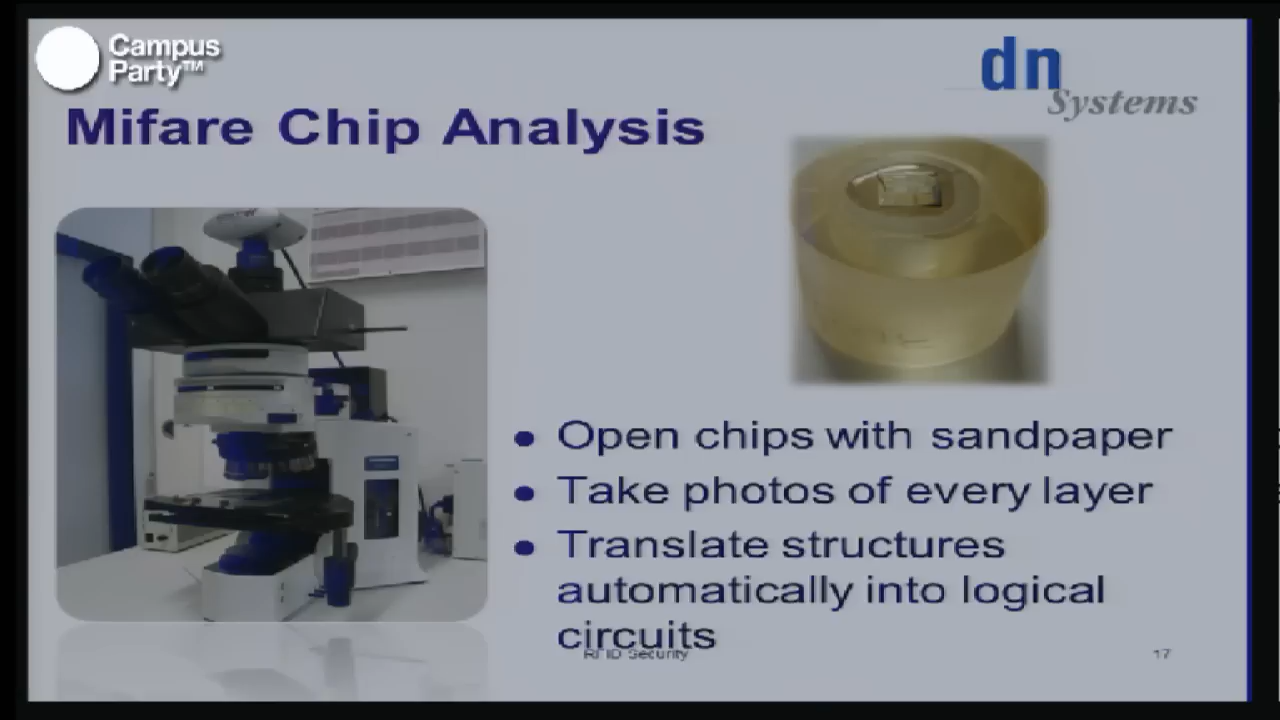 Campus
Party™
dn
Systems
Mifare Chip Analysis
Open chips with sandpaper
Take photos of every layer
Translate structures
automatically into logical
circuits
RFID Security
17